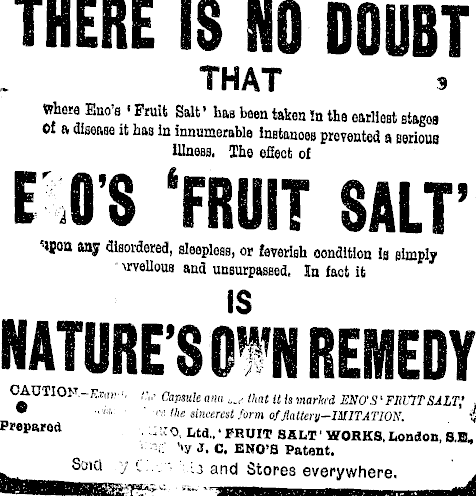 THERE IS NO DOUBT
THAT
where Eno's 'Fruit Salt' has been taken in the earliest stages
of a disease it has in innumerable instances prevented a serious
illness. The effect of
ENO'S 'FRUIT SALT'
upon any disordered, sleepless, or feverish condition is simply
marvellous and unsurpassed. In fact it
IS
NATURE'S OWN REMEDY
CAUTION.— the Capsule and that it is marked ENO'S 'FRUIT SALT,'
the sincerest form of flattery—IMITATION.
Prepared ENO, Ltd., 'FRUIT SALT' WORKS, London, S.E.,
by J. C. ENO'S Patent.
Sold by and Stores everywhere.